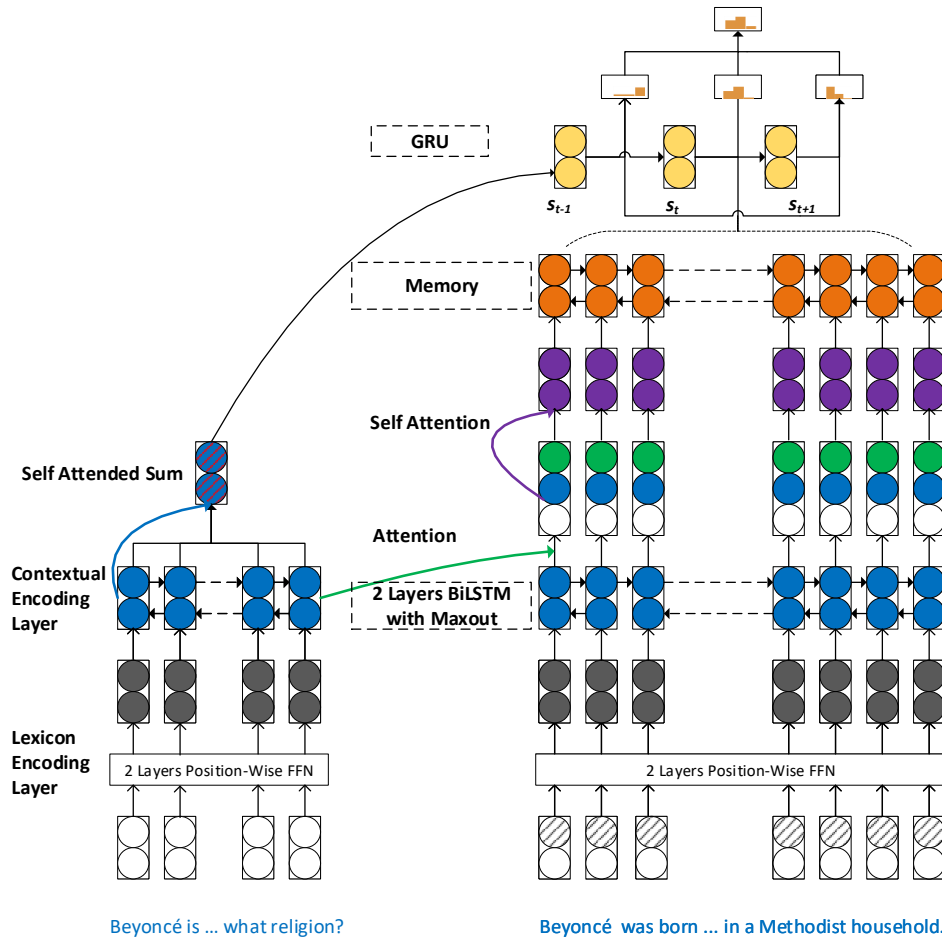 GRU
s_{t-1}
s_t
s_{t+1}
Memory
Self Attention
Self Attended Sum
Attention
Contextual
Encoding
Layer
2 Layers BiLSTM
with Maxout
Lexicon
Encoding
Layer
2 Layers Position-Wise FFN
2 Layers Position-Wise FFN
Beyoncé is ... what religion?
Beyoncé was born ... in a Methodist household.